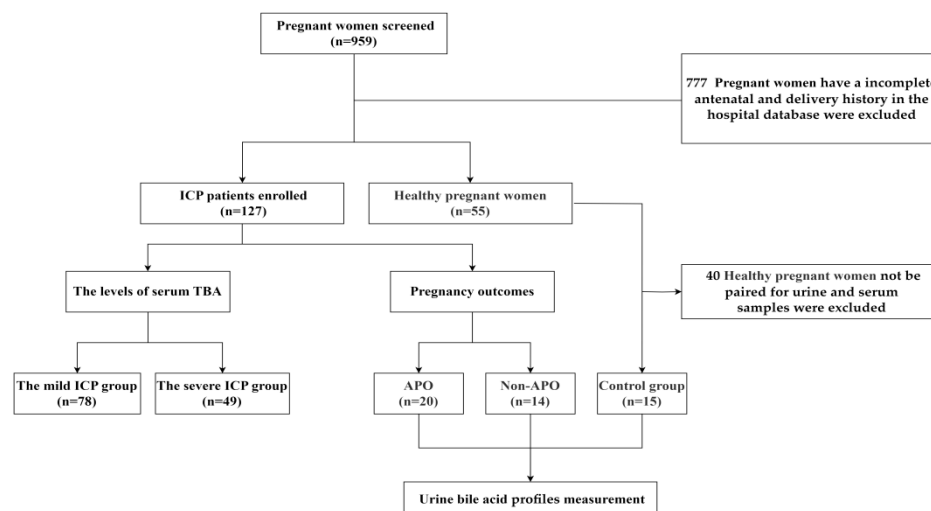 Pregnant women screened
(n=959)
777 Pregnant women have a incomplete
antenatal and delivery history in the
hospital database were excluded
ICP patients enrolled
(n=127)
Healthy pregnant women
(n=55)
The levels of serum TBA
Pregnancy outcomes
40 Healthy pregnant women not be
paired for urine and serum
samples were excluded
The mild ICP group
(n=78)
The severe ICP group
(n=49)
APO
(n=20)
Non-APO
(n=14)
Control group
(n=15)
Urine bile acid profiles measurement